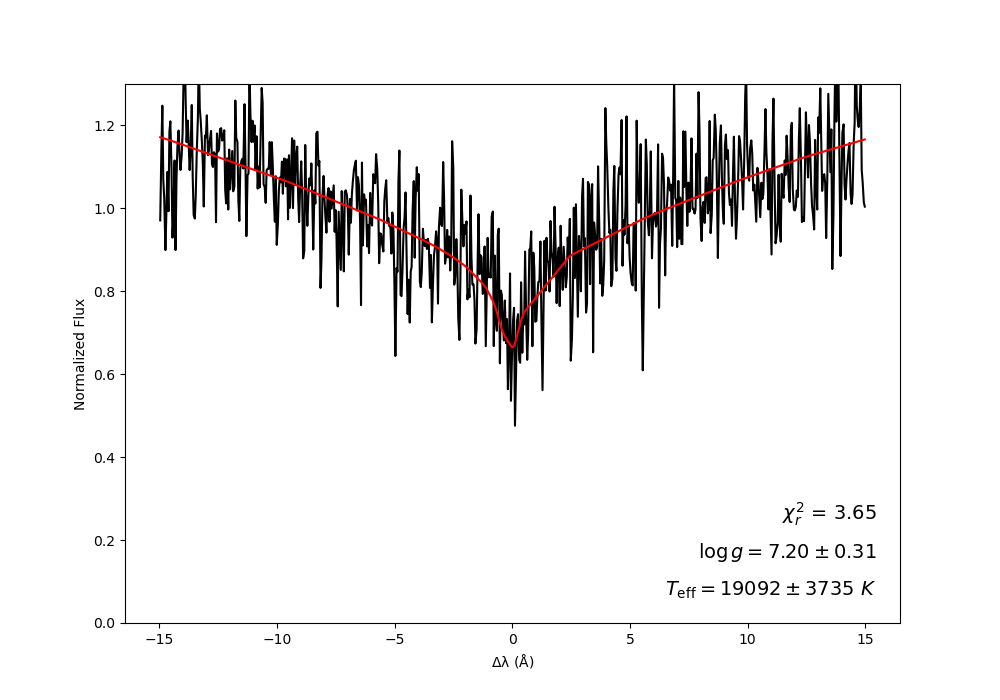 1.2
1.0
0.8
0.6
0.4
0.2
0.0
Normalized Flux
χ²ᵣ = 3.65
log g = 7.20 ± 0.31
T_eff = 19092 ± 3735 K
−15 −10 −5 0 5 10 15
Δλ (Å)